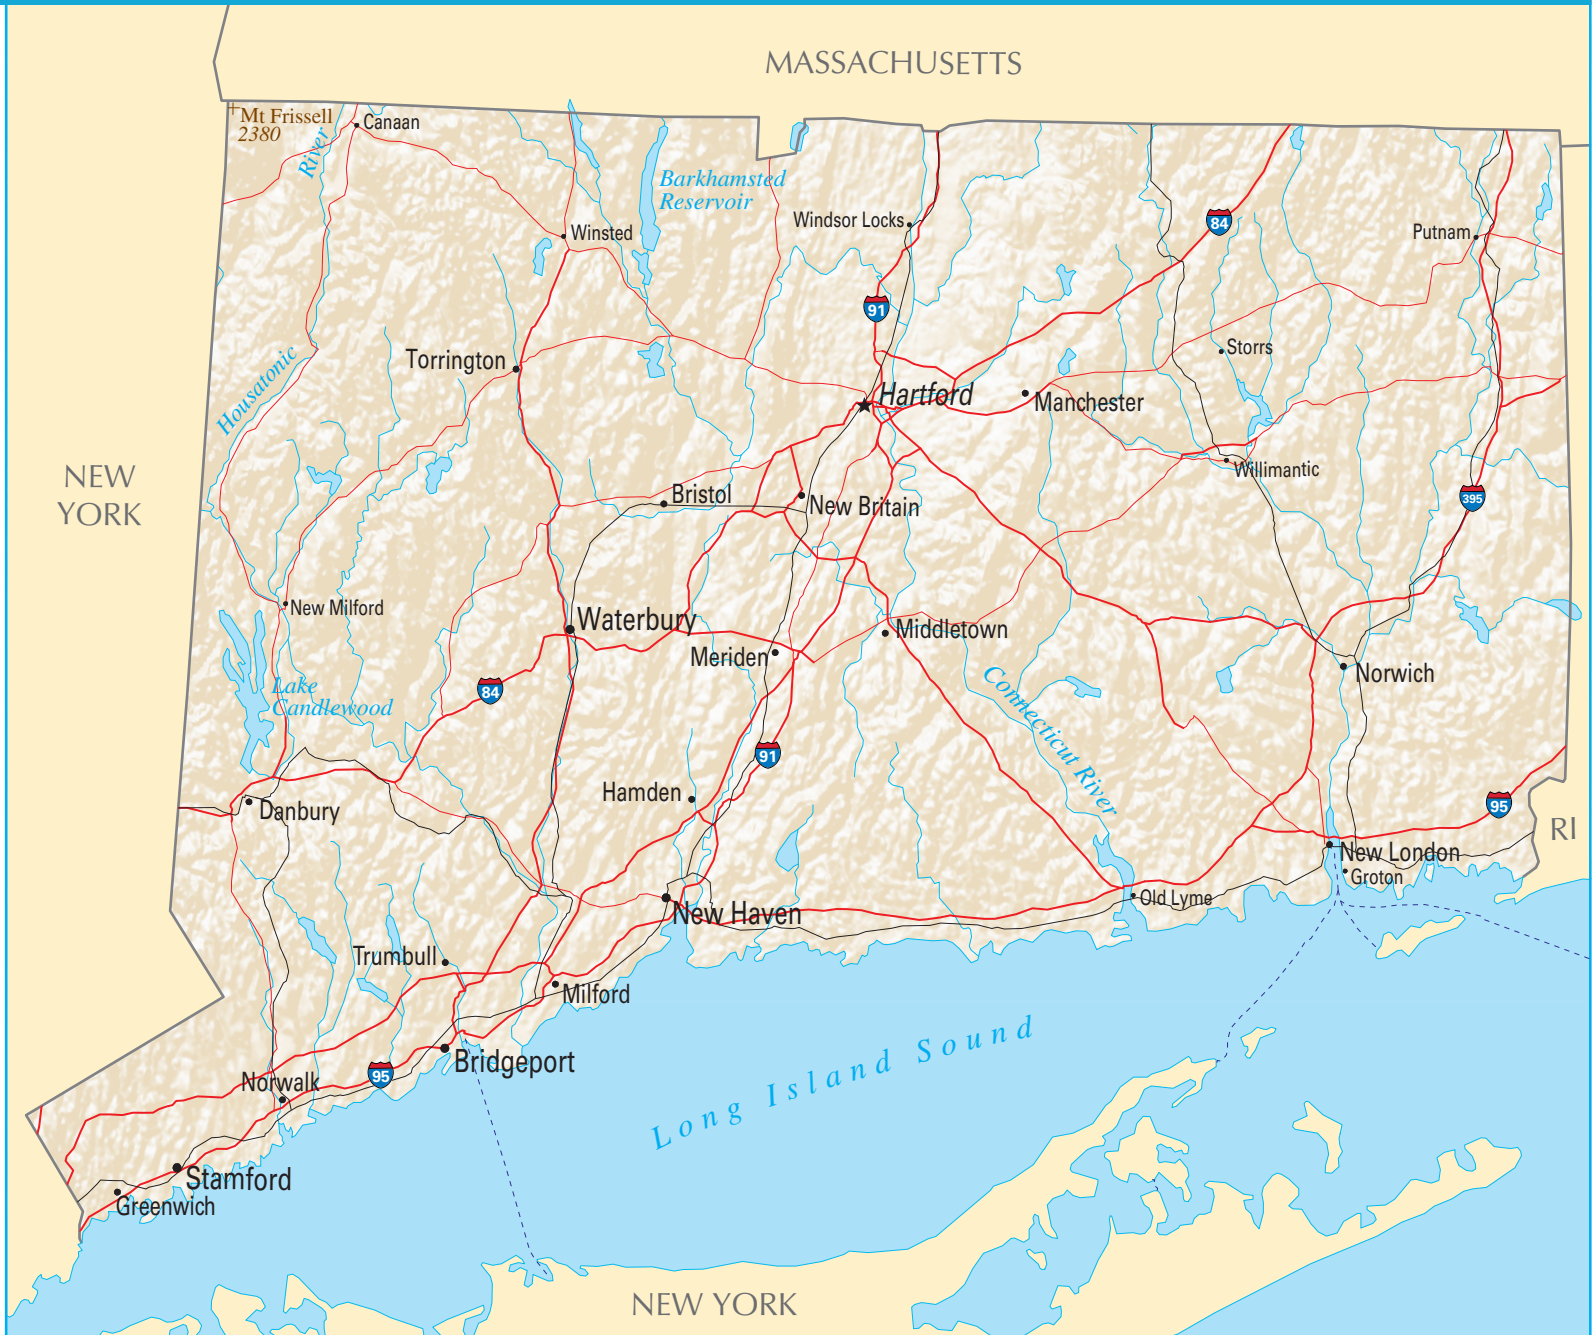 MASSACHUSETTS
Mt Frissell
2380
Canaan
River
Barkhamsted
Reservoir
Windsor Locks
Winsted
84
Putnam
91
Storrs
Torrington
Housatonic
Hartford
Manchester
NEW
YORK
Willimantic
Bristol
New Britain
395
New Milford
Waterbury
Middletown
Meriden
Norwich
84
Lake
Candlewood
Connecticut River
91
Hamden
95
Danbury
RI
New London
Groton
Old Lyme
New Haven
Trumbull
Milford
Long Island Sound
Bridgeport
95
Norwalk
Stamford
Greenwich
NEW YORK